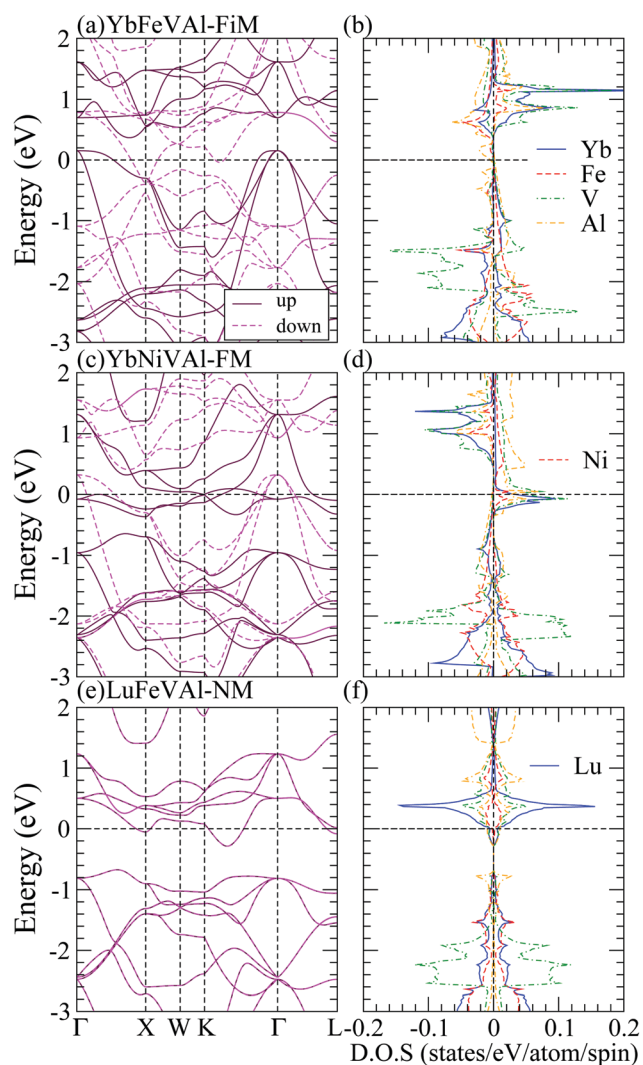 (a)YbFeVAl-FiM (b)
2
1
0
-1
-2
-3
Energy (eV)
up
down
Yb
Fe
V
Al
(c)YbNiVAl-FM (d)
2
1
0
-1
-2
-3
Energy (eV)
Ni
(e)LuFeVAl-NM (f)
2
1
0
-1
-2
-3
Energy (eV)
Lu
Γ X W K Γ L -0.2 -0.1 0 0.1 0.2
D.O.S (states/eV/atom/spin)